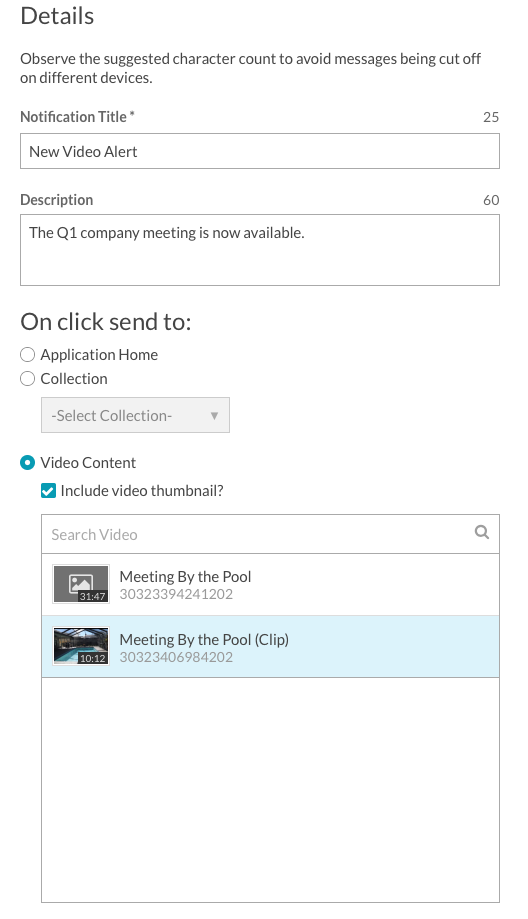 Details
Observe the suggested character count to avoid messages being cut off
on different devices.
Notification Title * 25
New Video Alert
Description 60
The Q1 company meeting is now available.
On click send to:
Application Home
Collection
-Select Collection-
Video Content
Include video thumbnail?
Search Video
Meeting By the Pool
31:47
30323394241202
Meeting By the Pool (Clip)
10:12
30323406984202